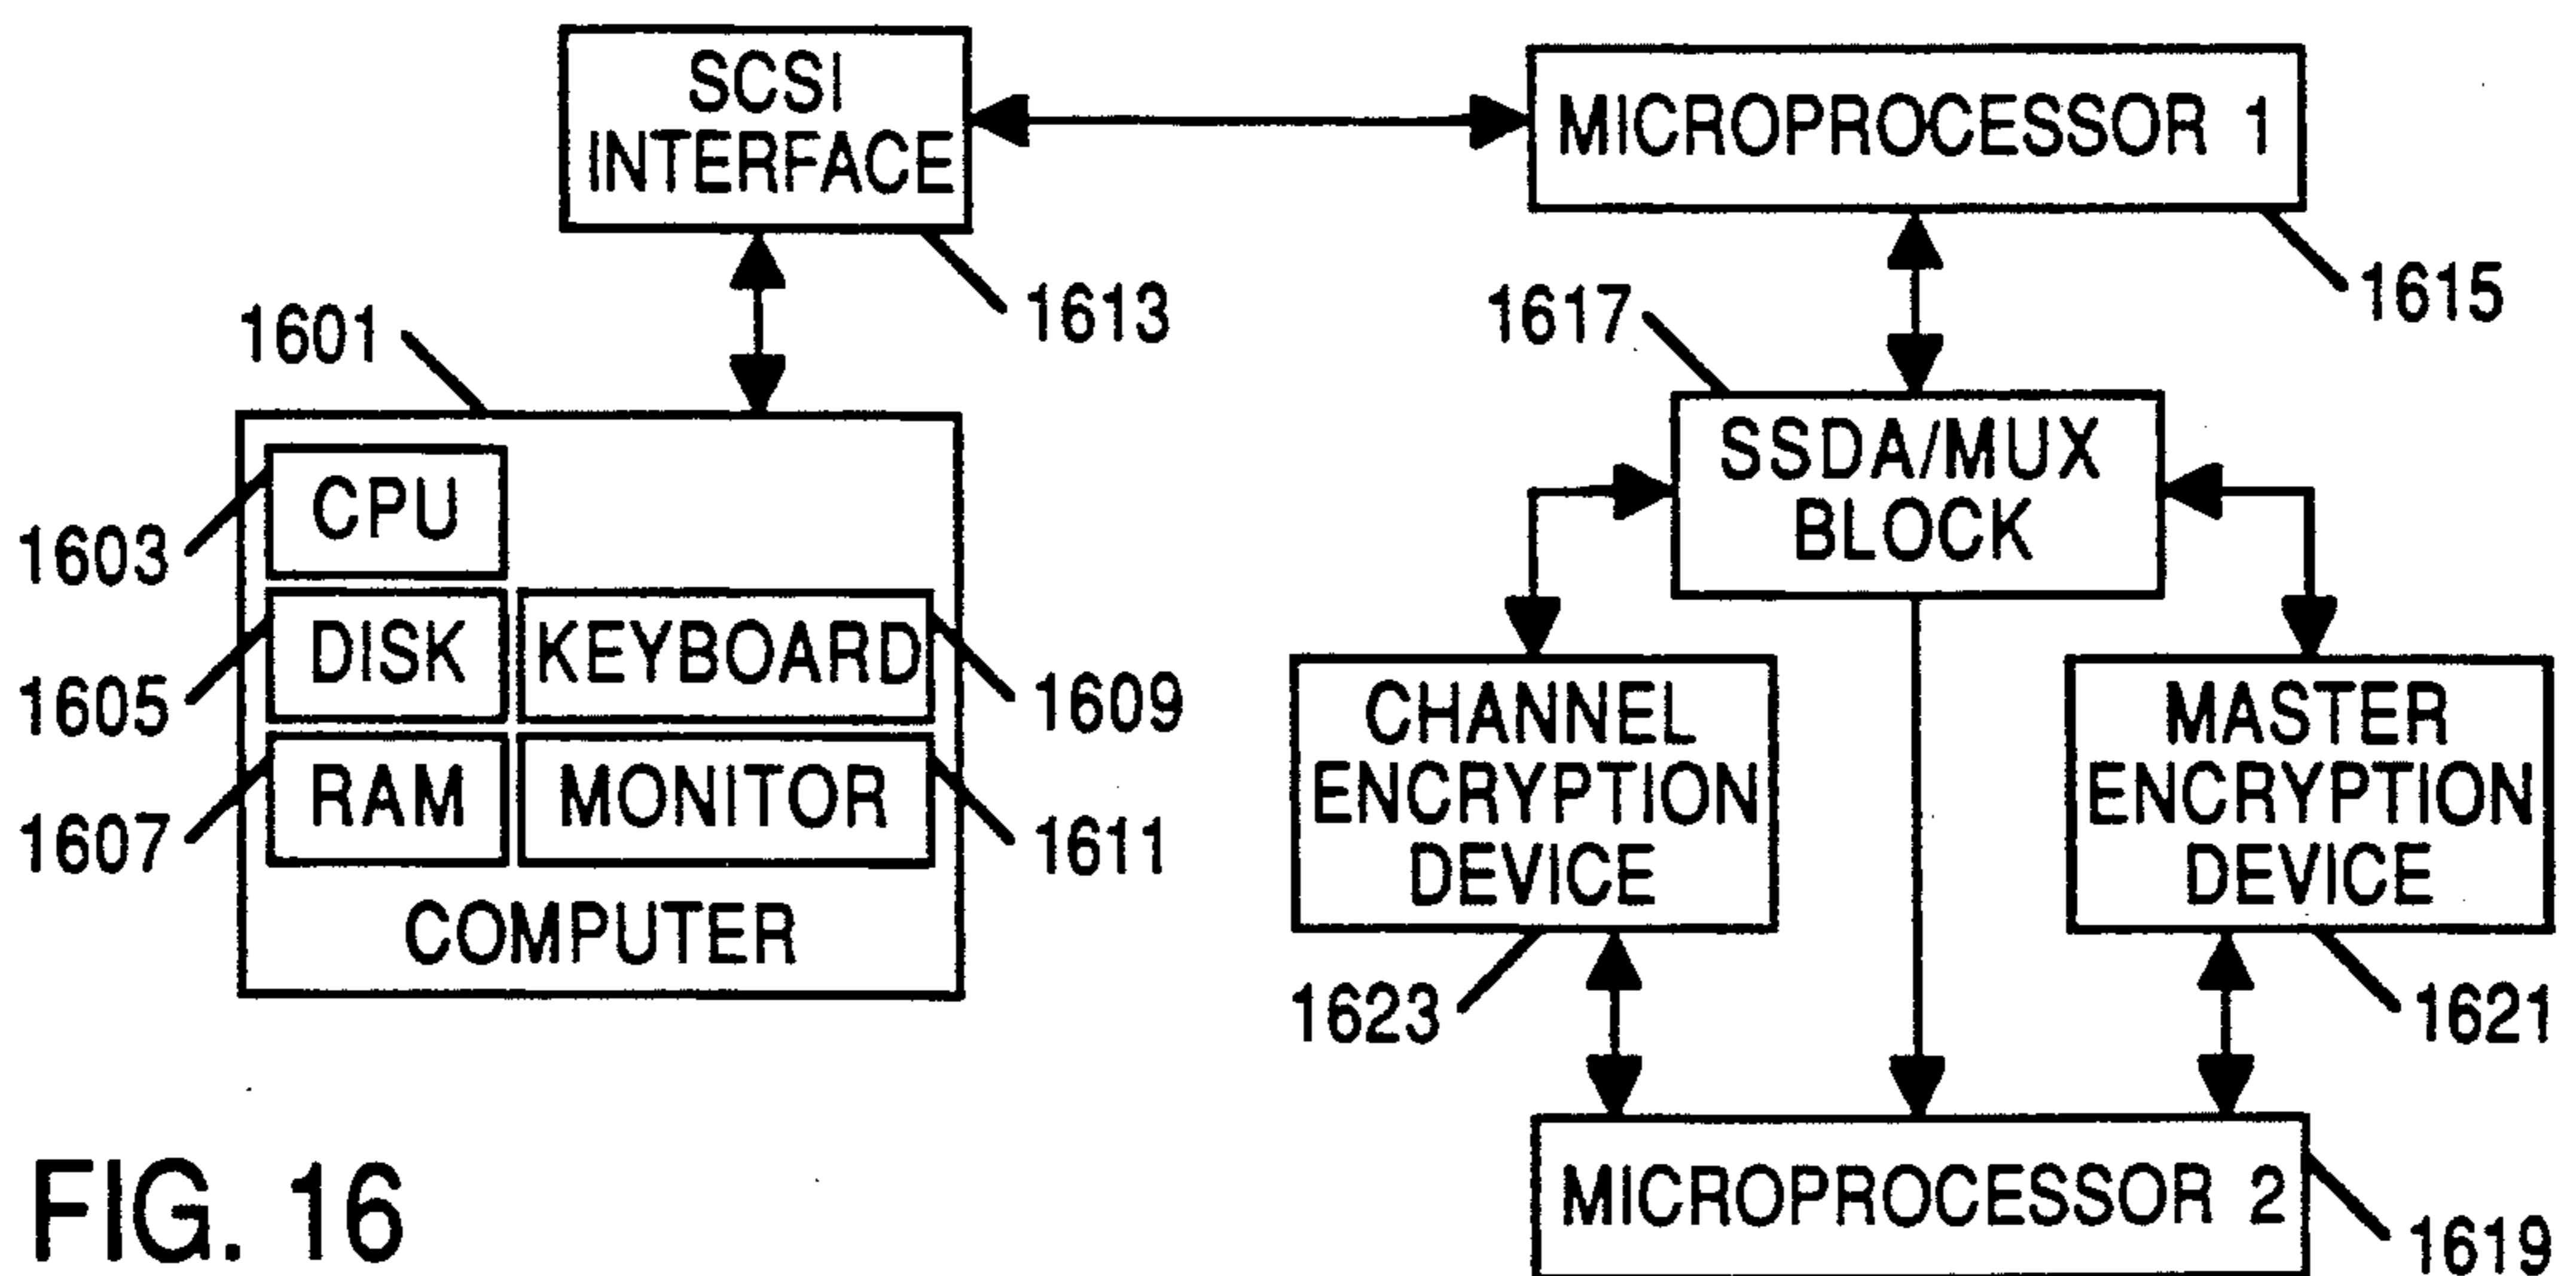 SCSI
INTERFACE
1613
MICROPROCESSOR 1
1615
1601
CPU
1603
DISK
1605
KEYBOARD
1609
RAM
1607
MONITOR
1611
COMPUTER
1617
SSDA/MUX
BLOCK
CHANNEL
ENCRYPTION
DEVICE
1623
MASTER
ENCRYPTION
DEVICE
1621
MICROPROCESSOR 2
1619
FIG. 16